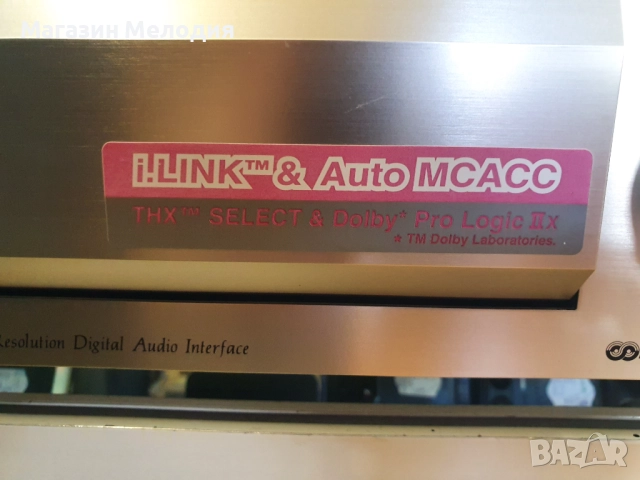 Магазин Мелодия
i.LINK™ & Auto MCACC
THX™ SELECT & Dolby* Pro Logic IIx
* TM Dolby Laboratories.
Resolution Digital Audio Interface
BAZAR